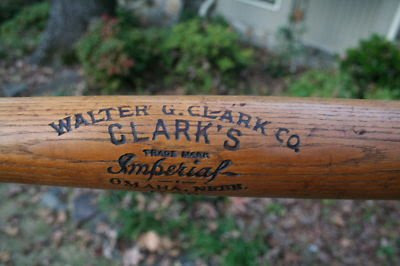 WALTER G. CLARK CO.
CLARK'S
TRADE MARK
Imperial
OMAHA, NEBR.